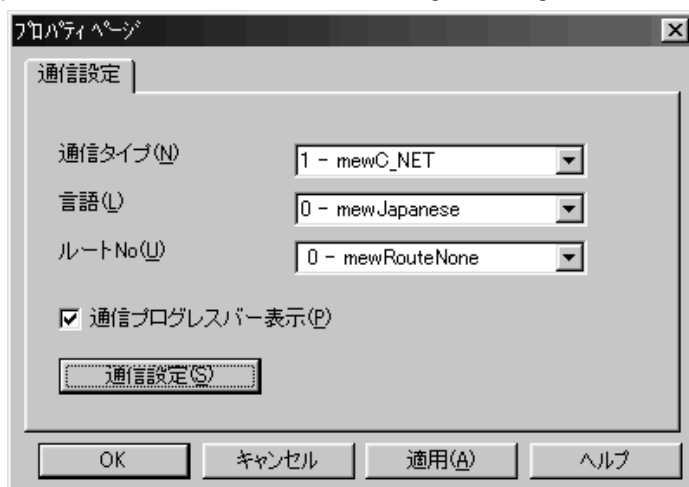 プロパティ ページ
通信設定
通信タイプ(N) 1 - mewC_NET
言語(L) 0 - mewJapanese
ルートNo(U) 0 - mewRouteNone
通信プログレスバー表示(P)
通信設定(S)
OK キャンセル 適用(A) ヘルプ